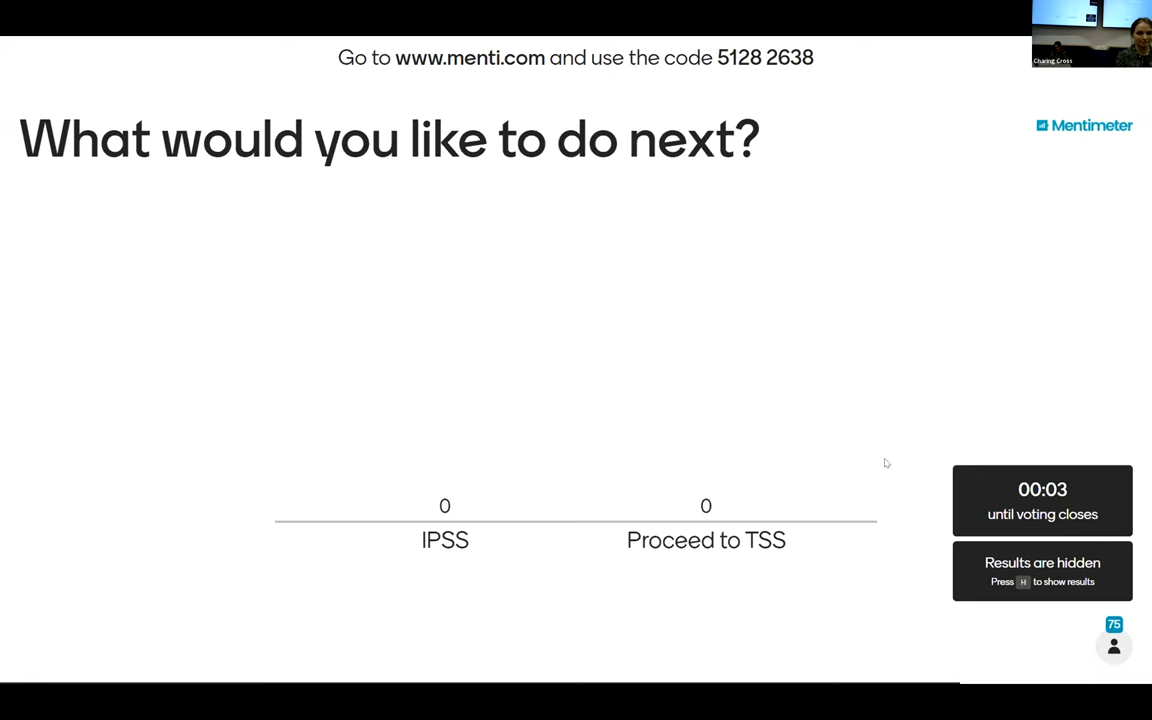 Go to www.menti.com and use the code 5128 2638
Charing Cross
What would you like to do next?
Mentimeter
0
0
IPSS
Proceed to TSS
00:03
until voting closes
Results are hidden
Press H to show results
75